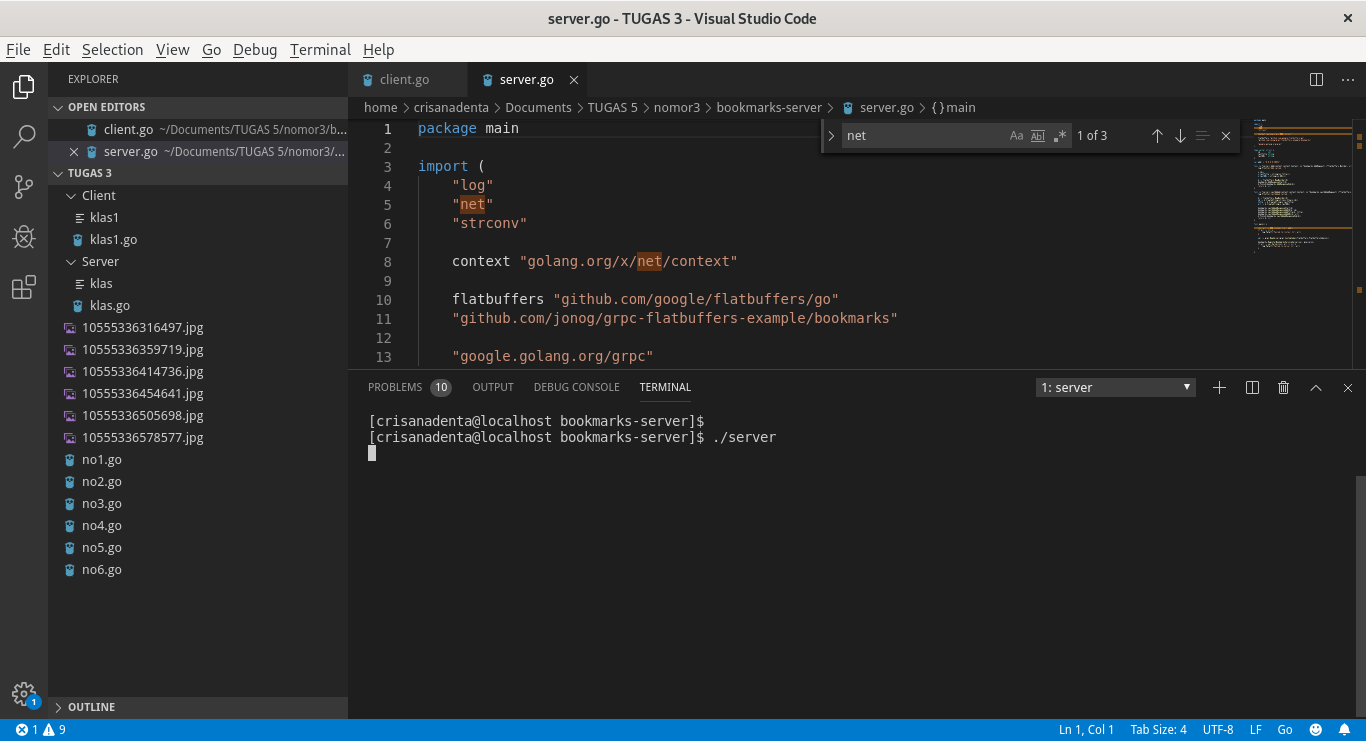 server.go - TUGAS 3 - Visual Studio Code
File Edit Selection View Go Debug Terminal Help
EXPLORER
OPEN EDITORS
client.go ~/Documents/TUGAS 5/nomor3/b...
server.go ~/Documents/TUGAS 5/nomor3/...
TUGAS 3
Client
klas1
klas1.go
Server
klas
klas.go
10555336316497.jpg
10555336359719.jpg
10555336414736.jpg
10555336454641.jpg
10555336505698.jpg
10555336578577.jpg
no1.go
no2.go
no3.go
no4.go
no5.go
no6.go
OUTLINE
client.go
server.go
home > crisanadenta > Documents > TUGAS 5 > nomor3 > bookmarks-server > server.go > {} main
net Aa Abl .* 1 of 3
1 package main
2
3 import (
4 "log"
5 "net"
6 "strconv"
7
8 context "golang.org/x/net/context"
9
10 flatbuffers "github.com/google/flatbuffers/go"
11 "github.com/jonog/grpc-flatbuffers-example/bookmarks"
12
13 "google.golang.org/grpc"
PROBLEMS 10 OUTPUT DEBUG CONSOLE TERMINAL 1: server
[crisanadenta@localhost bookmarks-server]$
[crisanadenta@localhost bookmarks-server]$ ./server
1
1 9 Ln 1, Col 1 Tab Size: 4 UTF-8 LF Go